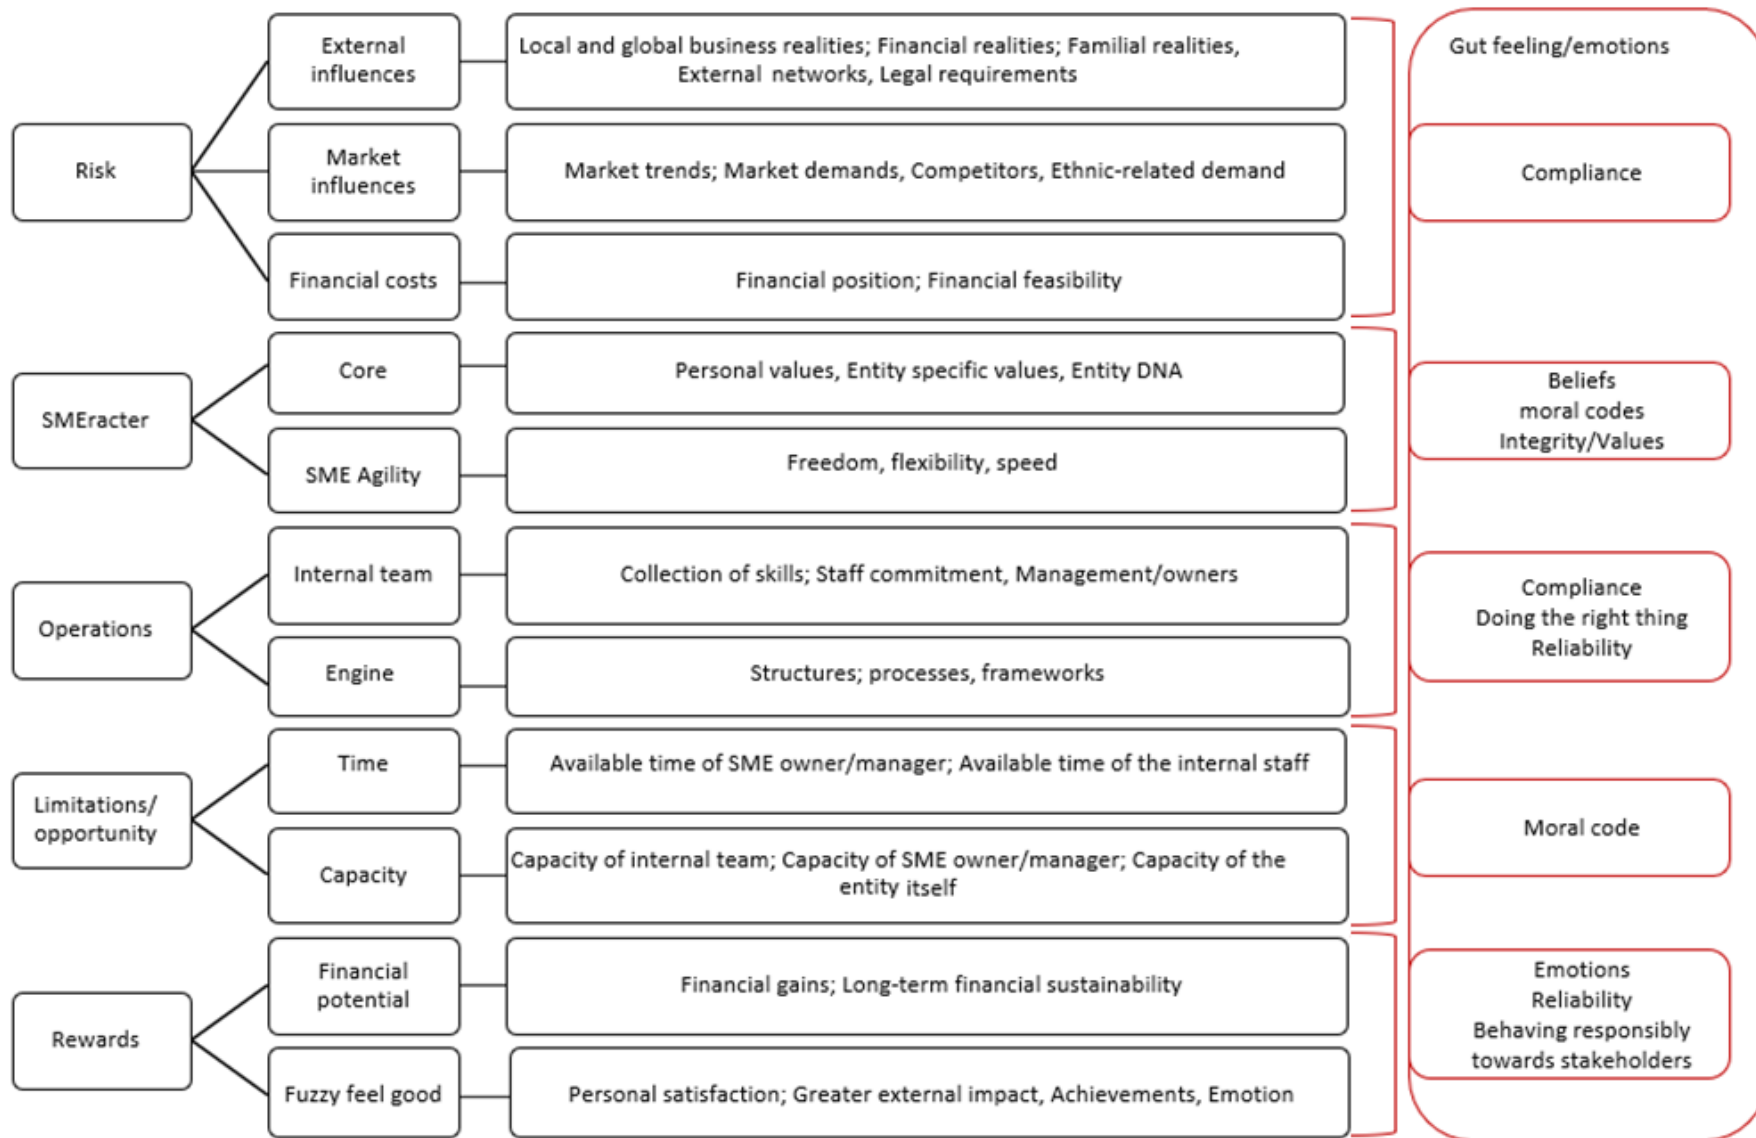 External
influences
Local and global business realities; Financial realities; Familial realities,
External networks, Legal requirements
Gut feeling/emotions
Risk
Market
influences
Market trends; Market demands, Competitors, Ethnic-related demand
Compliance
Financial costs
Financial position; Financial feasibility
SMEracter
Core
Personal values, Entity specific values, Entity DNA
Beliefs
moral codes
Integrity/Values
SME Agility
Freedom, flexibility, speed
Operations
Internal team
Collection of skills; Staff commitment, Management/owners
Compliance
Doing the right thing
Reliability
Engine
Structures; processes, frameworks
Limitations/
opportunity
Time
Available time of SME owner/manager; Available time of the internal staff
Moral code
Capacity
Capacity of internal team; Capacity of SME owner/manager; Capacity of the
entity itself
Rewards
Financial
potential
Financial gains; Long-term financial sustainability
Emotions
Reliability
Behaving responsibly
towards stakeholders
Fuzzy feel good
Personal satisfaction; Greater external impact, Achievements, Emotion